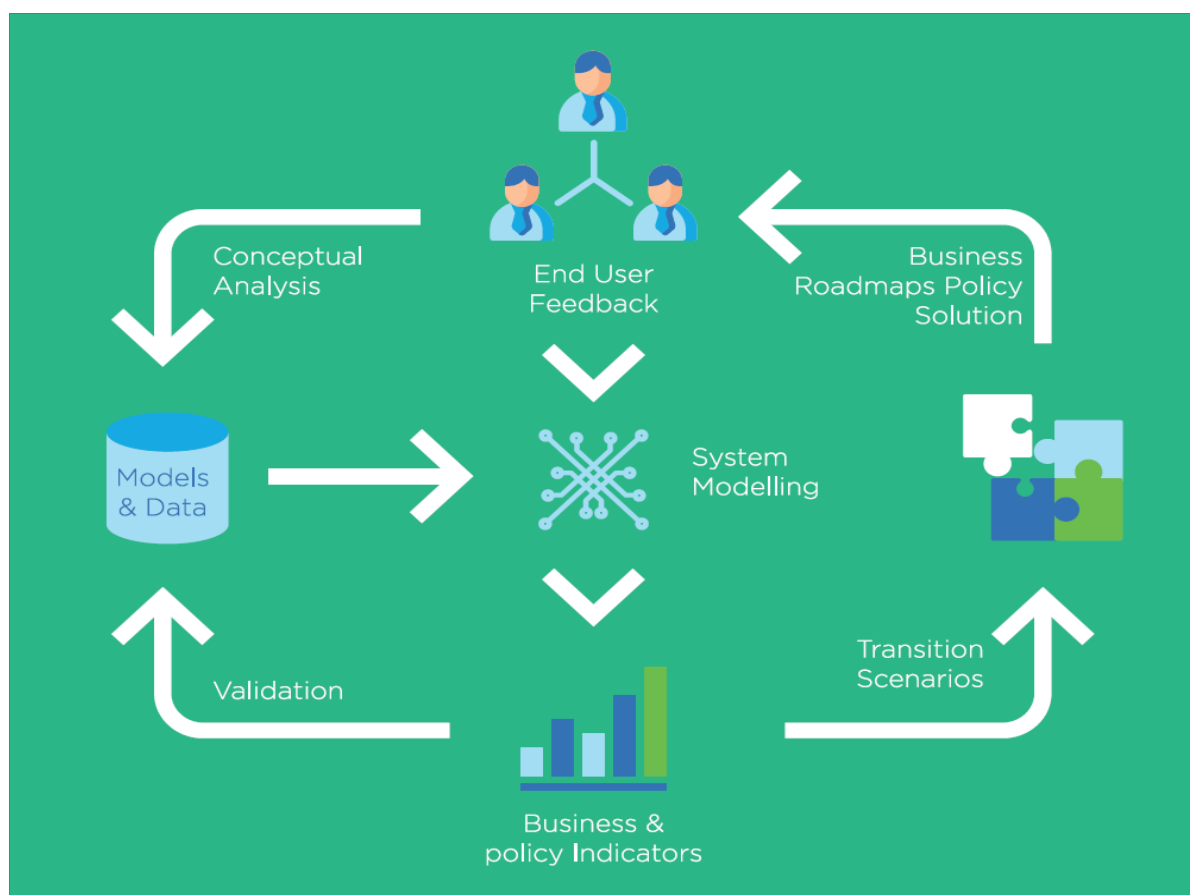 Conceptual
Analysis
End User
Feedback
Business
Roadmaps Policy
Solution
Models
& Data
System
Modelling
Validation
Transition
Scenarios
Business &
policy Indicators